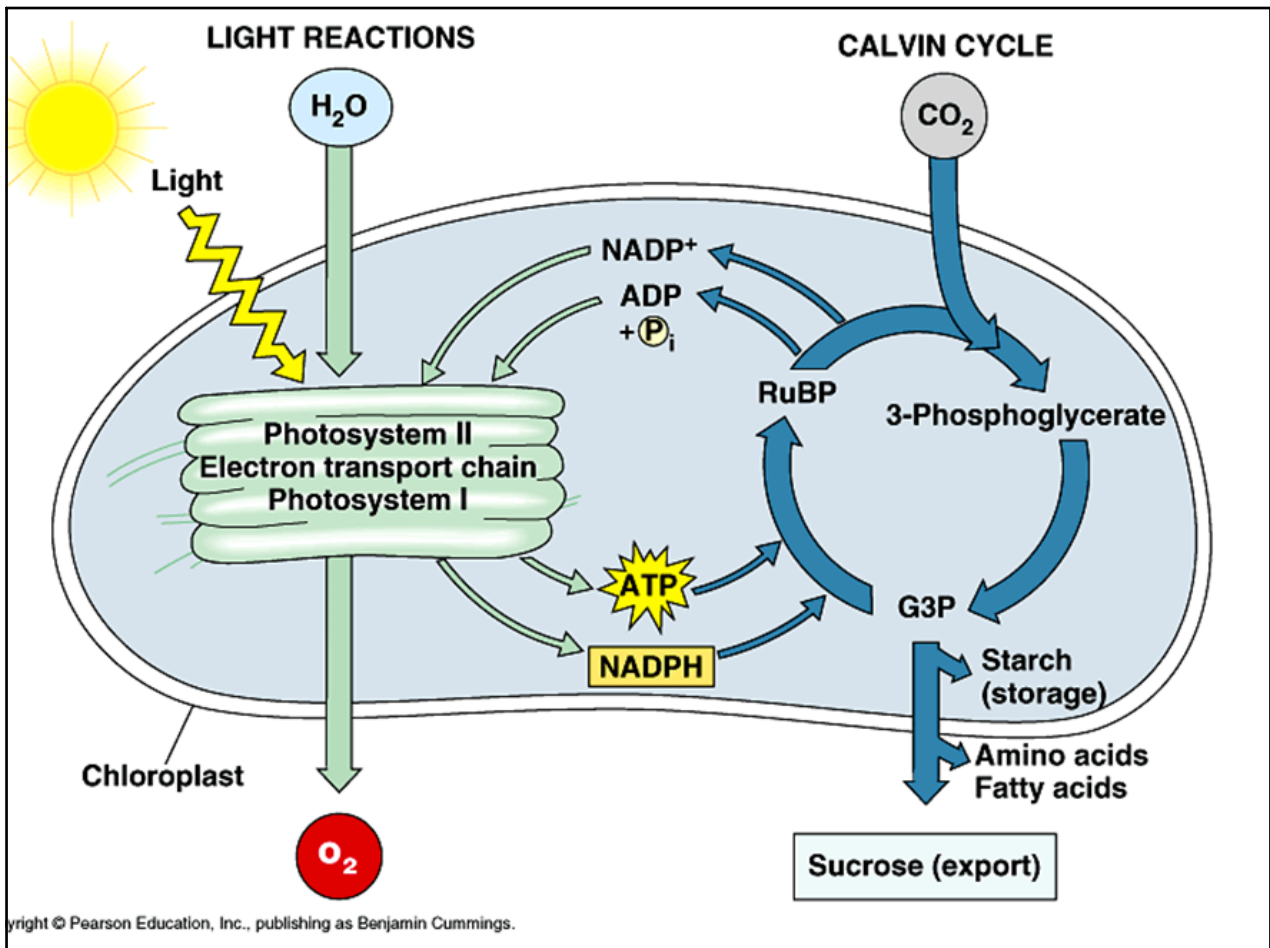 LIGHT REACTIONS
CALVIN CYCLE
H₂O
CO₂
Light
NADP⁺
ADP
+ Pᵢ
RuBP
3-Phosphoglycerate
Photosystem II
Electron transport chain
Photosystem I
ATP
NADPH
G3P
Starch
(storage)
Amino acids
Fatty acids
Chloroplast
O₂
Sucrose (export)
yright © Pearson Education, Inc., publishing as Benjamin Cummings.